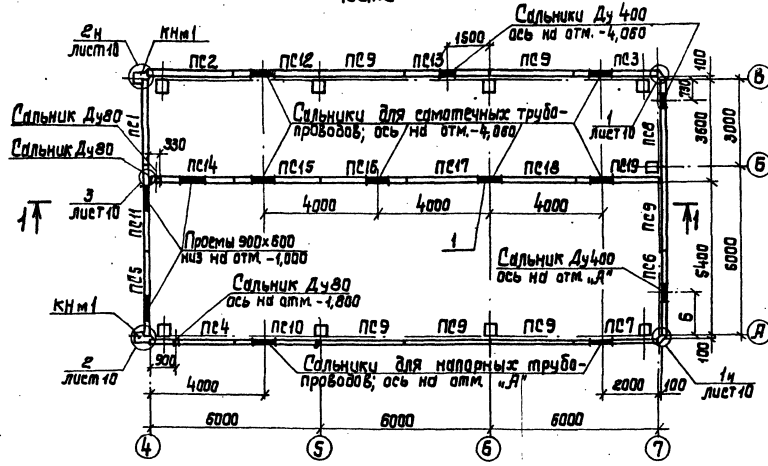 Сальники Ду 400
ось на отм. -4,060
2н
лист 10
КНм1
1500
ПС2
ПС12
ПС9
ПС13
ПС9
ПС3
100
В
730
Сальники для самотечных трубо-
проводов; ось на отм. -4,060
1
лист 10
ПС8
3600
3000
Сальник Ду80
Сальник Ду80
ПС1
330
Б
ПС14
ПС15
ПС16
ПС17
ПС18
ПС19
3
лист 10
4000
4000
4000
1
1
1
ПС11
Проемы 900х600
низ на отм. -1,000
ПС9
5400
6000
Сальник Ду400
ось на отм. „А"
ПС5
Сальник Ду80
ось на отм. -1,800
ПС6
Б
КНм1
ПС4
ПС10
ПС9
ПС9
ПС9
ПС7
А
2
лист 10
900
Сальники для напорных трубо-
проводов; ось на отм. „А"
100
1н
лист 10
4000
2000
100
6000
6000
6000
4
5
6
7